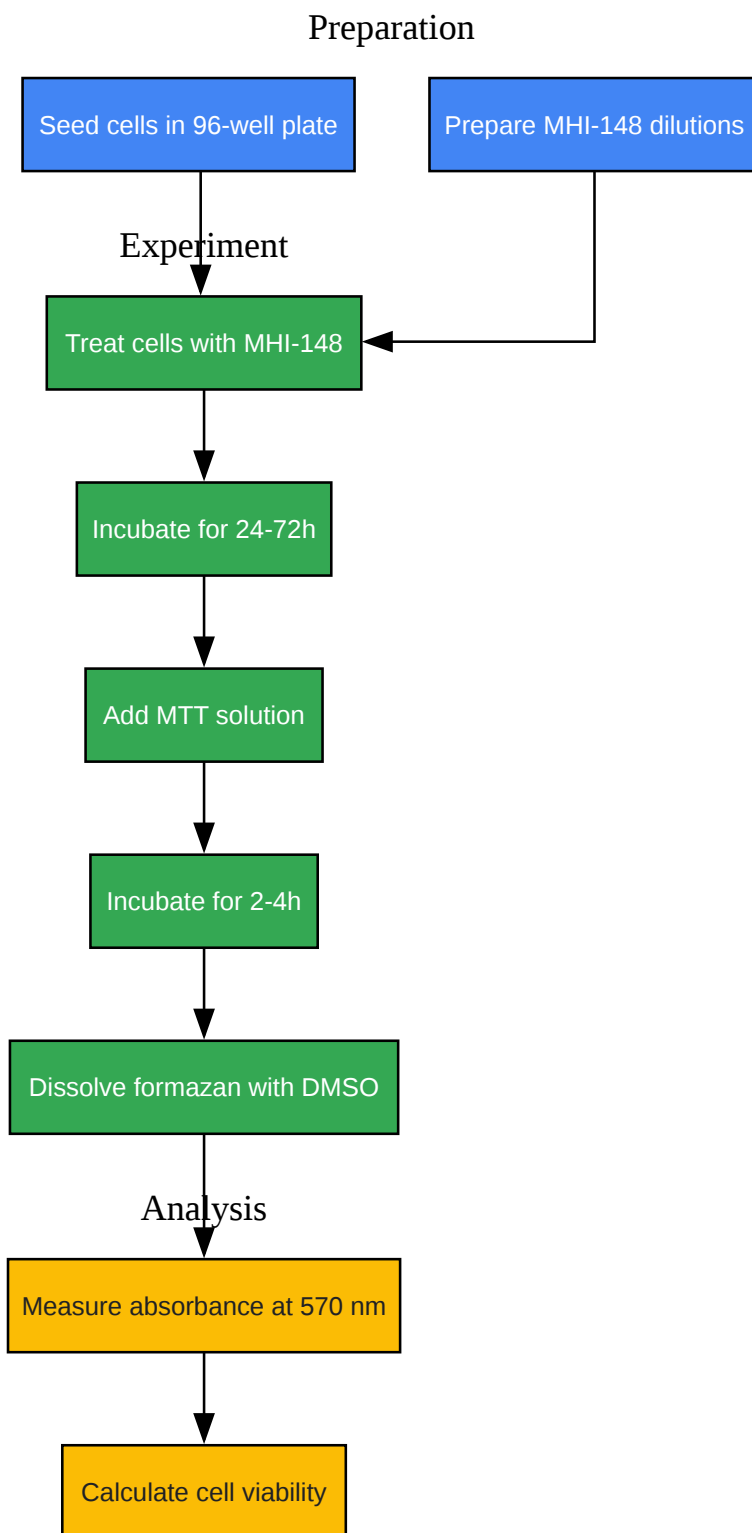 Preparation
Seed cells in 96-well plate
Prepare MHI-148 dilutions
Experiment
Treat cells with MHI-148
Incubate for 24-72h
Add MTT solution
Incubate for 2-4h
Dissolve formazan with DMSO
Analysis
Measure absorbance at 570 nm
Calculate cell viability